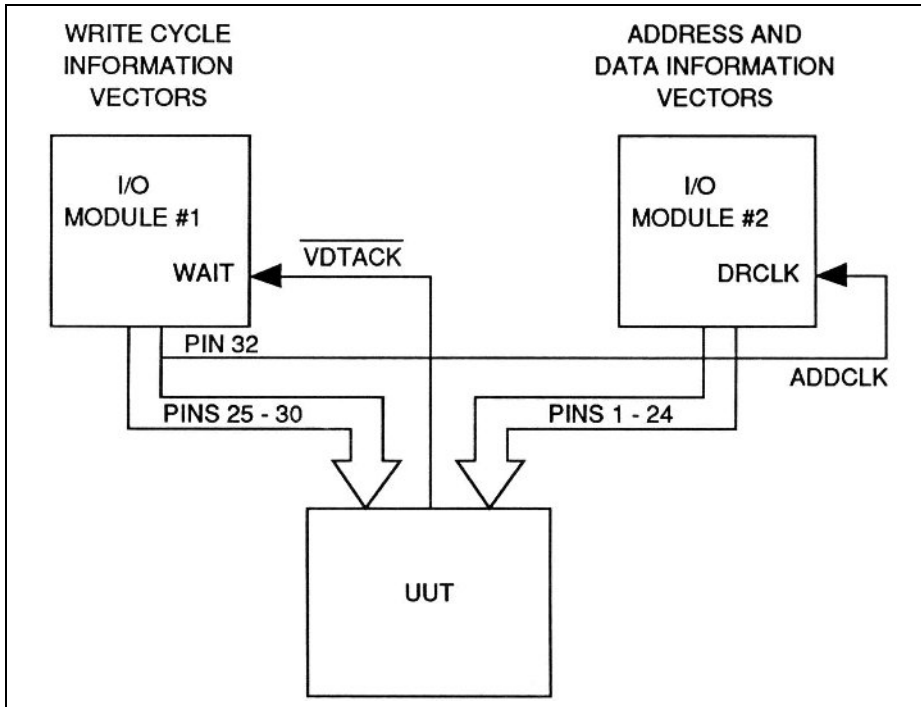 WRITE CYCLE
INFORMATION
VECTORS
ADDRESS AND
DATA INFORMATION
VECTORS
I/O
MODULE #1
WAIT
VDTACK
I/O
MODULE #2
DRCLK
PIN 32
ADDCLK
PINS 25 - 30
PINS 1 - 24
UUT